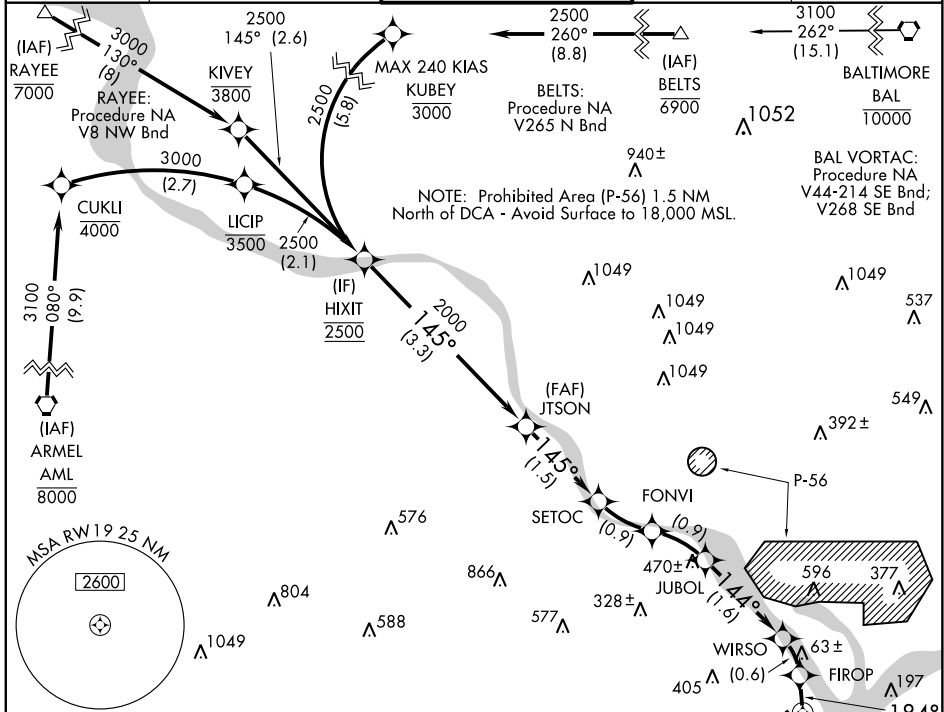 (IAF)
RAYEE
7000
3000
130°
(8)
RAYEE:
Procedure NA
V8 NW Bnd
2500
145° (2.6)
KIVEY
3800
2500
(5.8)
MAX 240 KIAS
KUBEY
3000
2500
260°
(8.8)
(IAF)
BELTS
6900
BELTS:
Procedure NA
V265 N Bnd
3100
262°
(15.1)
BALTIMORE
BAL
10000
1052
940±
BAL VORTAC:
Procedure NA
V44-214 SE Bnd;
V268 SE Bnd
NOTE: Prohibited Area (P-56) 1.5 NM
North of DCA - Avoid Surface to 18,000 MSL.
3000
(2.7)
CUKLI
4000
LICIP
3500
2500
(2.1)
(IF)
HIXIT
2500
3100
080°
(9.9)
(IAF)
ARMEL
AML
8000
2000
145°
(3.3)
1049
1049
1049
1049
1049
537
549
392±
(FAF)
JTSON
145°
(1.5)
SETOC
FONVI
(0.9)
(0.9)
P-56
470±
JUBOL
144°
(1.6)
596
377
MSA RW19 25 NM
2600
576
804
866
588
577
328±
1049
WIRSO
(0.6)
63±
FIROP
405
197
1948